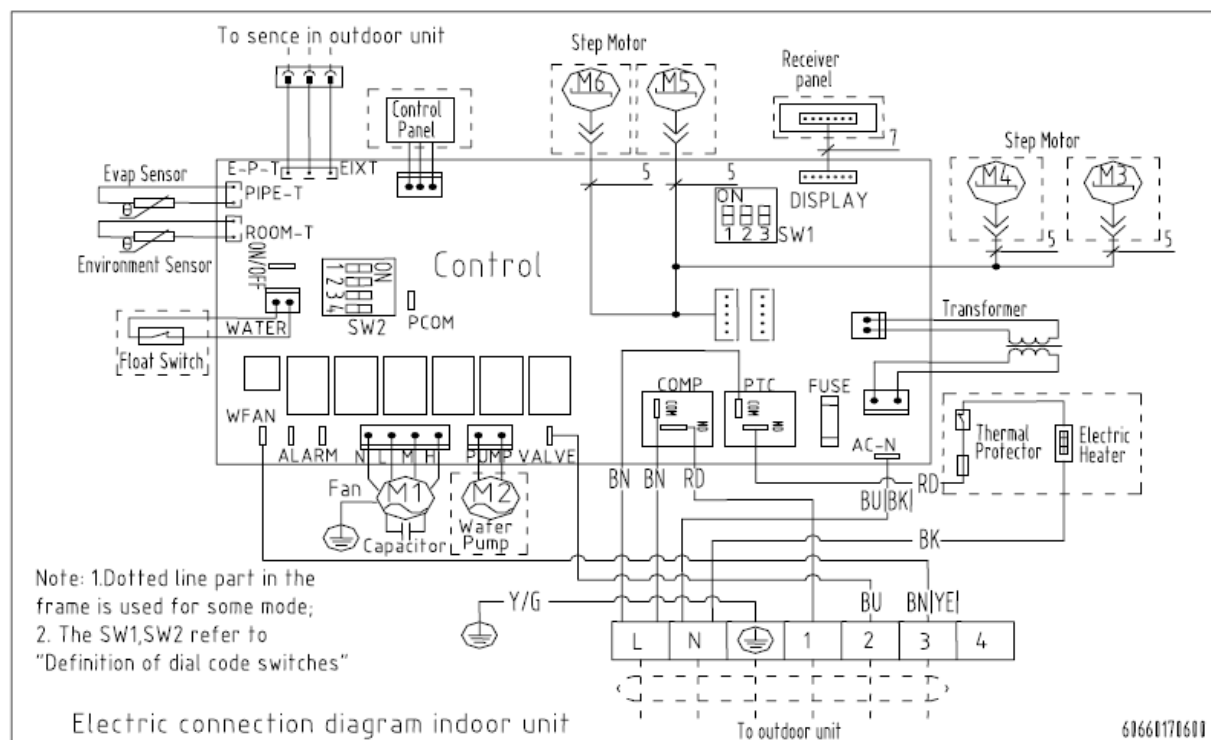 To sence in outdoor unit
Step Motor
M6
M5
Receiver
panel
Control
Panel
7
Step Motor
M4
M3
E-P-T
EIXT
5
5
ON
1 2 3
SW1
DISPLAY
Evap Sensor
θ
PIPE-T
ROOM-T
θ
Environment Sensor
5
5
ON/OFF
1 2 3 4
ON
SW2
PCOM
Control
WATER
Float Switch
Transformer
COMP
PTC
FUSE
COM
NO
COM
NO
WFAN
ALARM
N L M H
PUMP
VALVE
AC-N
Thermal
Protector
Electric
Heater
BN
BN
RD
BU|BK|
RD
BK
Fan
M1
Capacitor
M2
Water
Pump
Note: 1.Dotted line part in the
frame is used for some mode;
2. The SW1,SW2 refer to
"Definition of dial code switches"
Y/G
BU
BN|YE|
L
N
1
2
3
4
To outdoor unit
Electric connection diagram indoor unit
60660170600